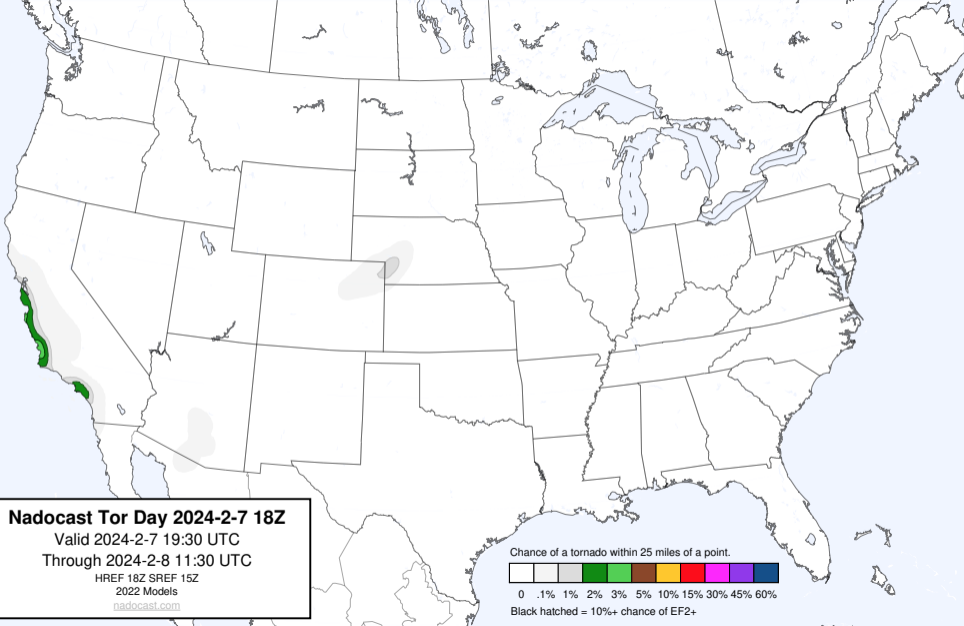 Nadocast Tor Day 2024-2-7 18Z
Valid 2024-2-7 19:30 UTC
Through 2024-2-8 11:30 UTC
HREF 18Z SREF 15Z
2022 Models
nadocast.com
Chance of a tornado within 25 miles of a point.
0 .1% 1% 2% 3% 5% 10% 15% 30% 45% 60%
Black hatched = 10%+ chance of EF2+